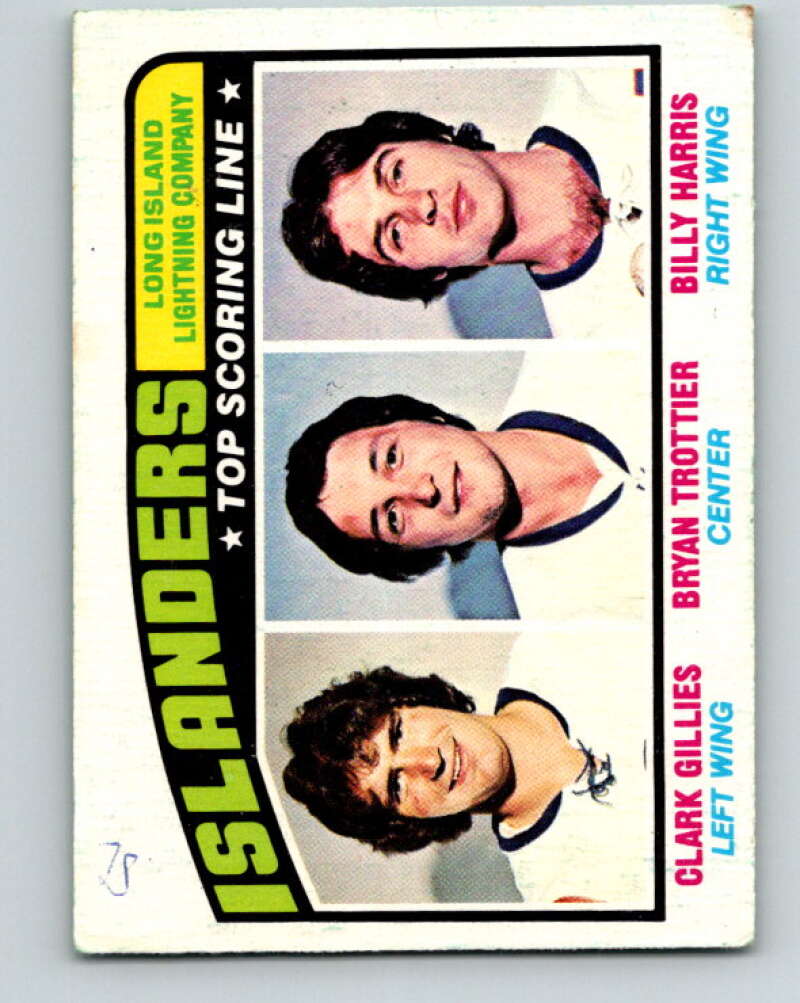 ISLANDERS
LONG ISLAND
LIGHTNING COMPANY
★ TOP SCORING LINE ★
CLARK GILLIES
LEFT WING
BRYAN TROTTIER
CENTER
BILLY HARRIS
RIGHT WING
25